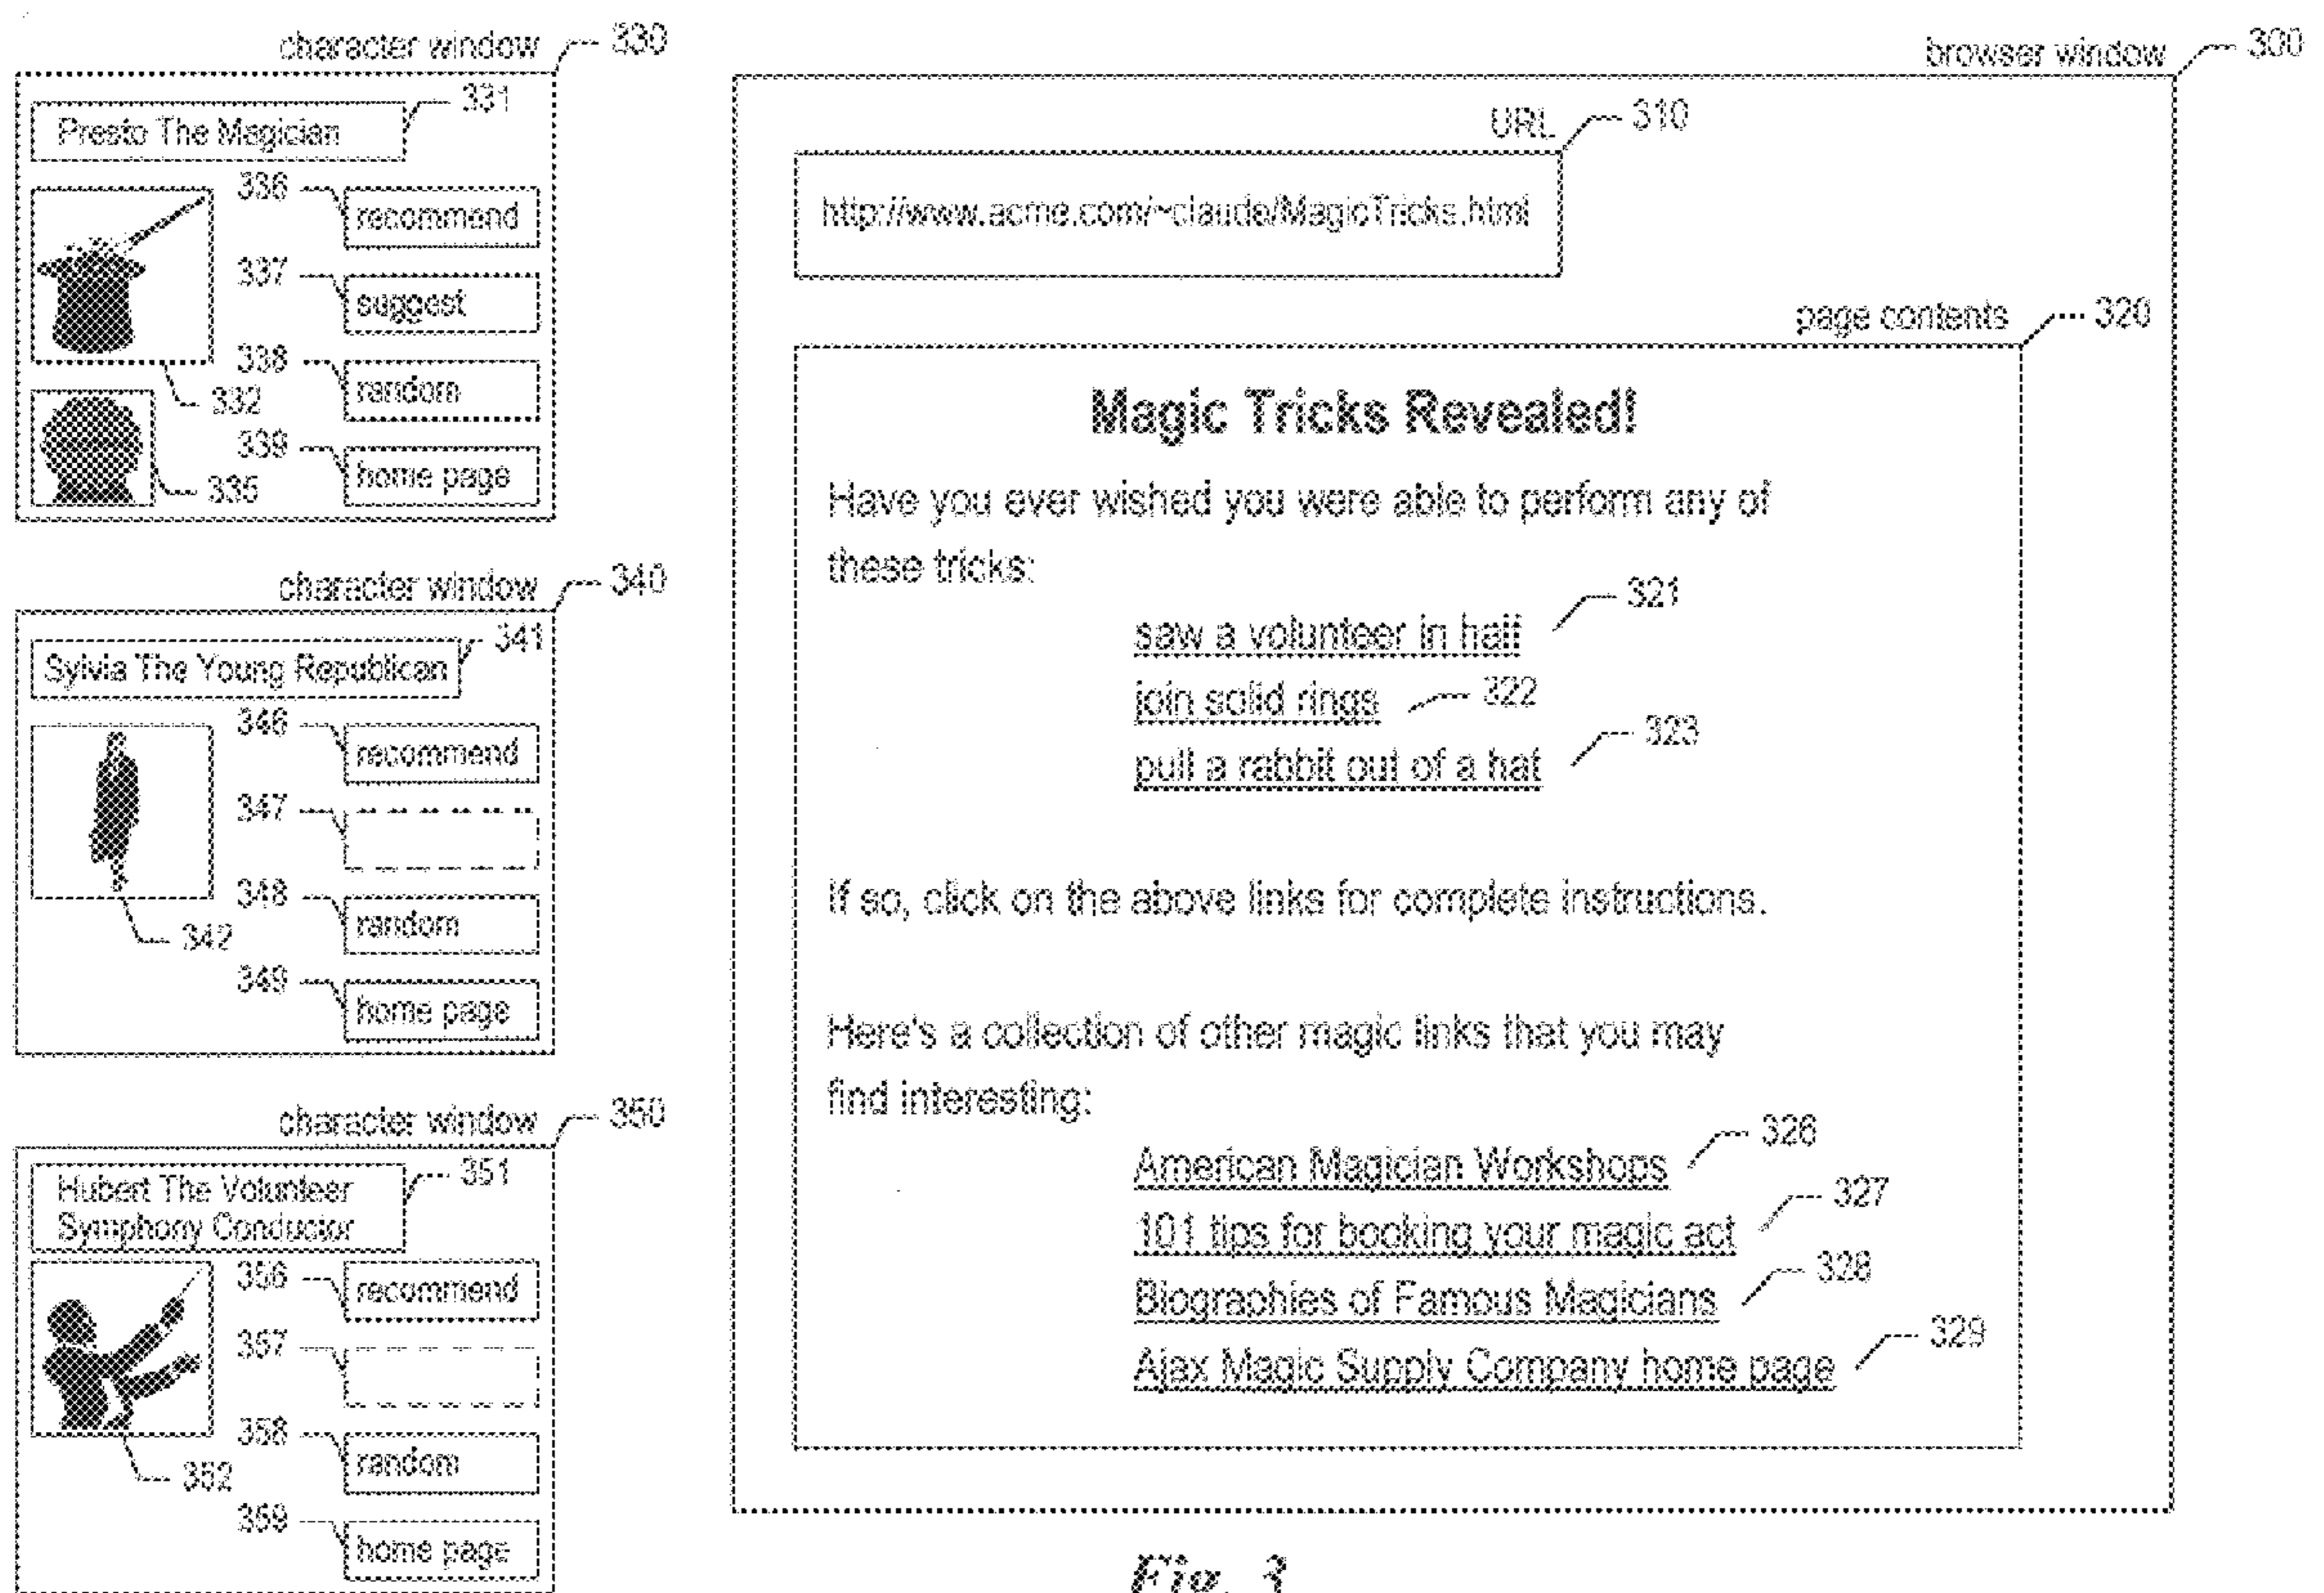 character window 330
Presto The Magician 331
336 recommend
337 suggest
338 random
332
339 home page
335
character window 340
Sylvia The Young Republican 341
346 recommend
347
348 random
342
349 home page
character window 350
Hubert The Volunteer 351
Symphony Conductor
356 recommend
357
358 random
352
359 home page
browser window 300
URL 310
http://www.acme.com/~claude/MagicTricks.html
page contents 320
Magic Tricks Revealed!
Have you ever wished you were able to perform any of
these tricks:
saw a volunteer in half 321
join solid rings 322
pull a rabbit out of a hat 323
If so, click on the above links for complete instructions.
Here's a collection of other magic links that you may
find interesting:
American Magician Workshops 326
101 tips for booking your magic act 327
Biographies of Famous Magicians 328
Ajax Magic Supply Company home page 329
Fig. 3